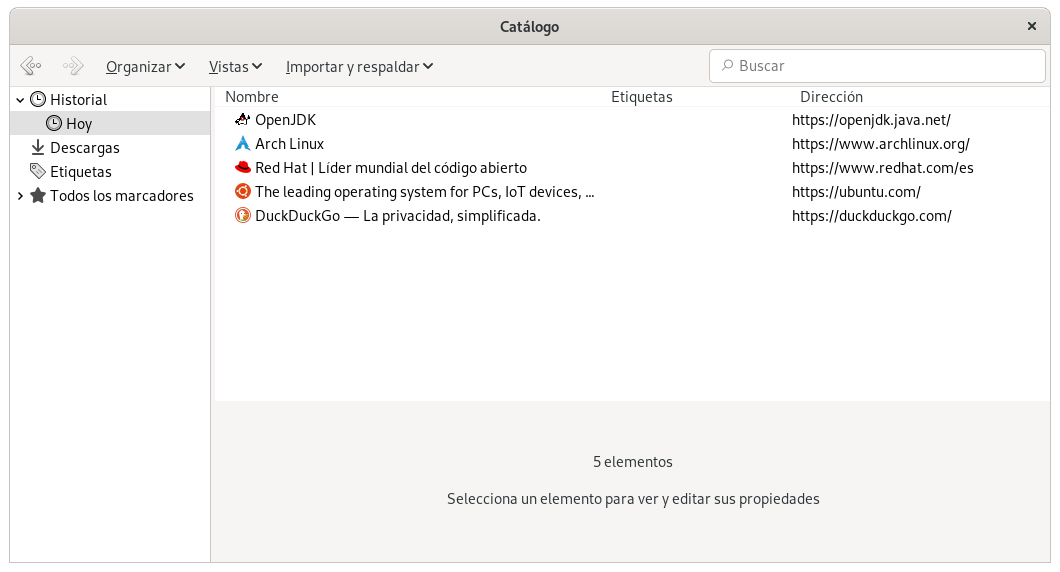 Catálogo
Organizar Vistas Importar y respaldar Buscar
Historial
Hoy
Descargas
Etiquetas
Todos los marcadores
Nombre Etiquetas Dirección
OpenJDK https://openjdk.java.net/
Arch Linux https://www.archlinux.org/
Red Hat | Líder mundial del código abierto https://www.redhat.com/es
The leading operating system for PCs, IoT devices, ... https://ubuntu.com/
DuckDuckGo — La privacidad, simplificada. https://duckduckgo.com/
5 elementos
Selecciona un elemento para ver y editar sus propiedades